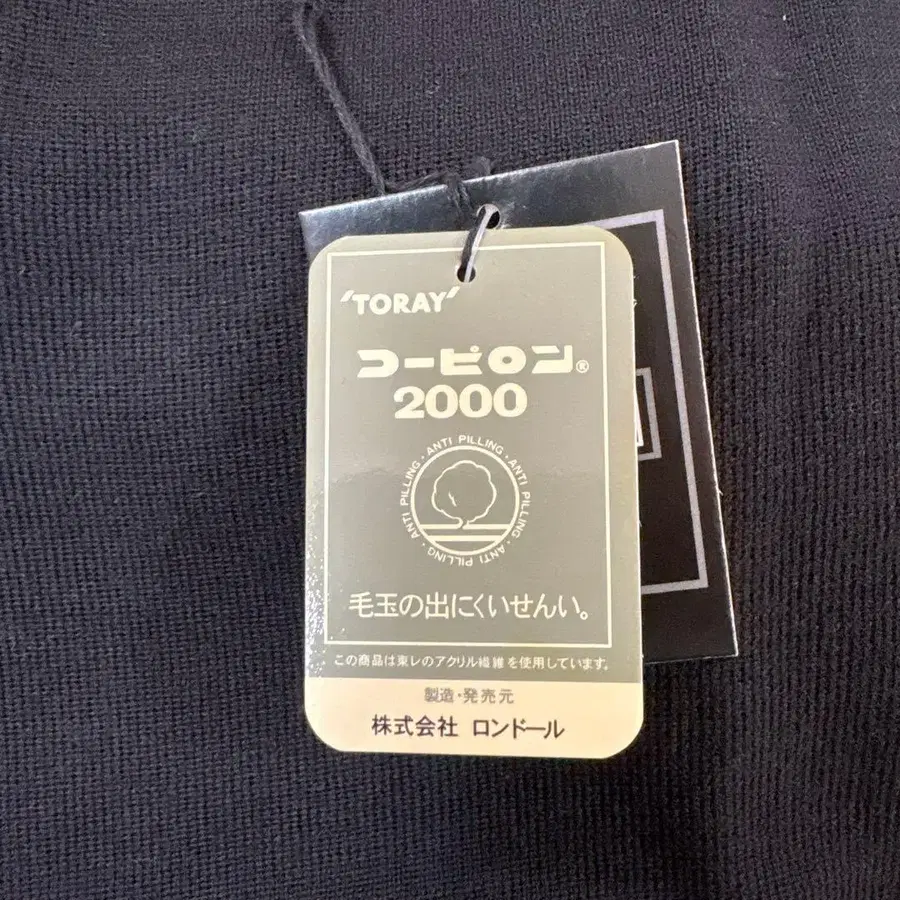 'TORAY'
コーピロン®
2000
ANTI PILLING・ANTI PILLING・ANTI PILLING・ANTI PILLING・ANTI PILLING・
毛玉の出にくいせんい。
この商品は東レのアクリル繊維を使用しています。
製造・発売元
株式会社 ロンドール